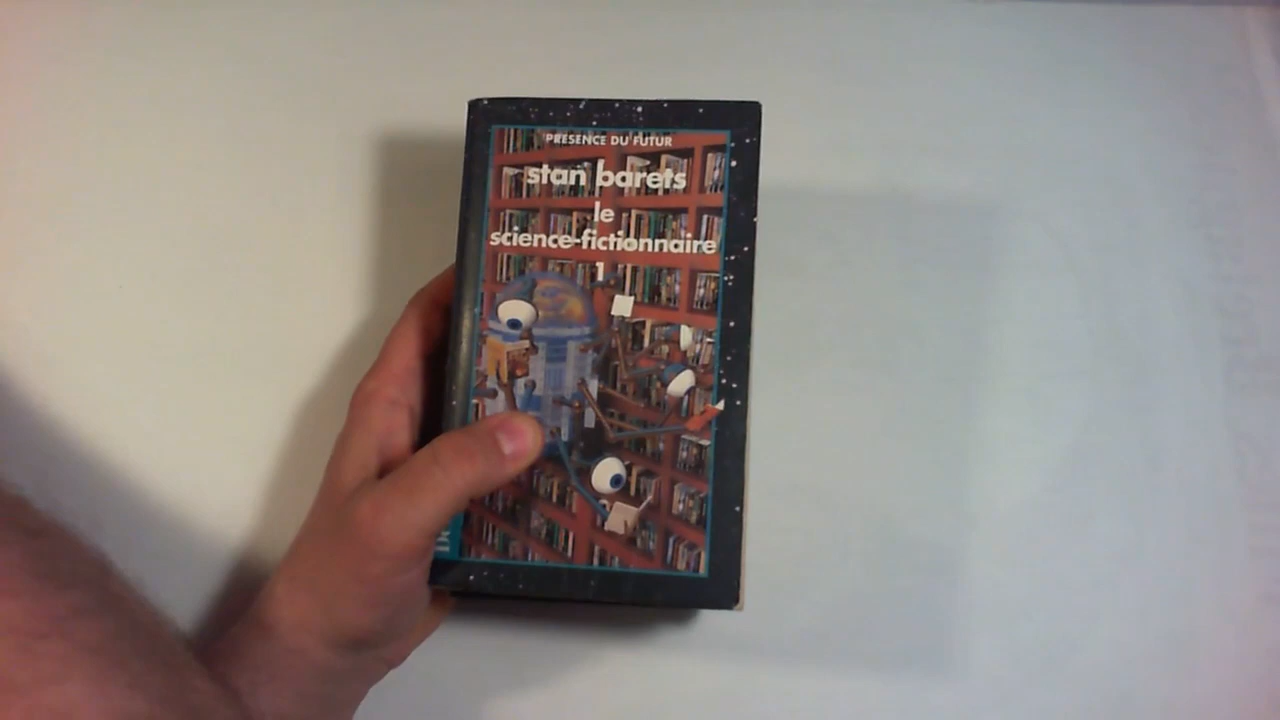 PRESENCE DU FUTUR
stan barets
le
science-fictionnaire
1